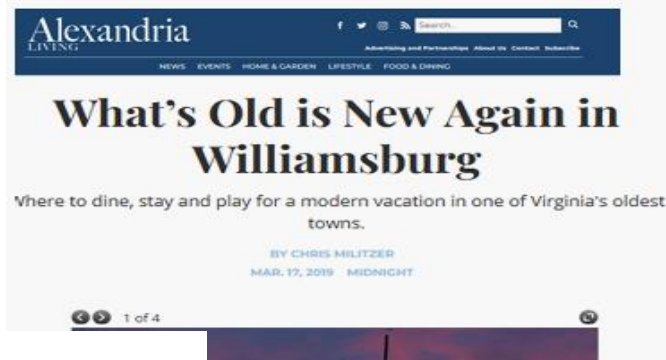 Alexandria
LIVING
Search...
Advertising and Partnerships About Us Contact Subscribe
NEWS EVENTS HOME & GARDEN LIFESTYLE FOOD & DINING
What's Old is New Again in
Williamsburg
Where to dine, stay and play for a modern vacation in one of Virginia's oldest
towns.
BY CHRIS MILITZER
MAR. 17, 2019 MIDNIGHT
1 of 4